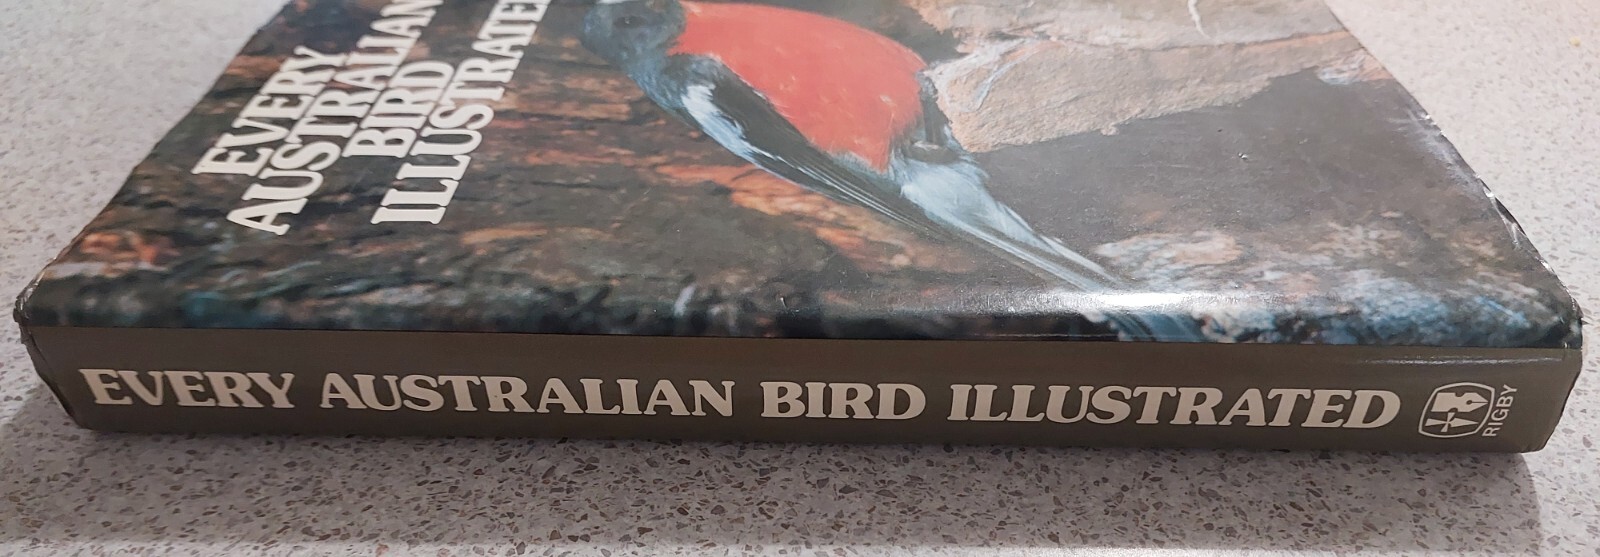 EVERY
AUSTRALIAN
BIRD
ILLUSTRATED
EVERY AUSTRALIAN BIRD ILLUSTRATED
RIGBY